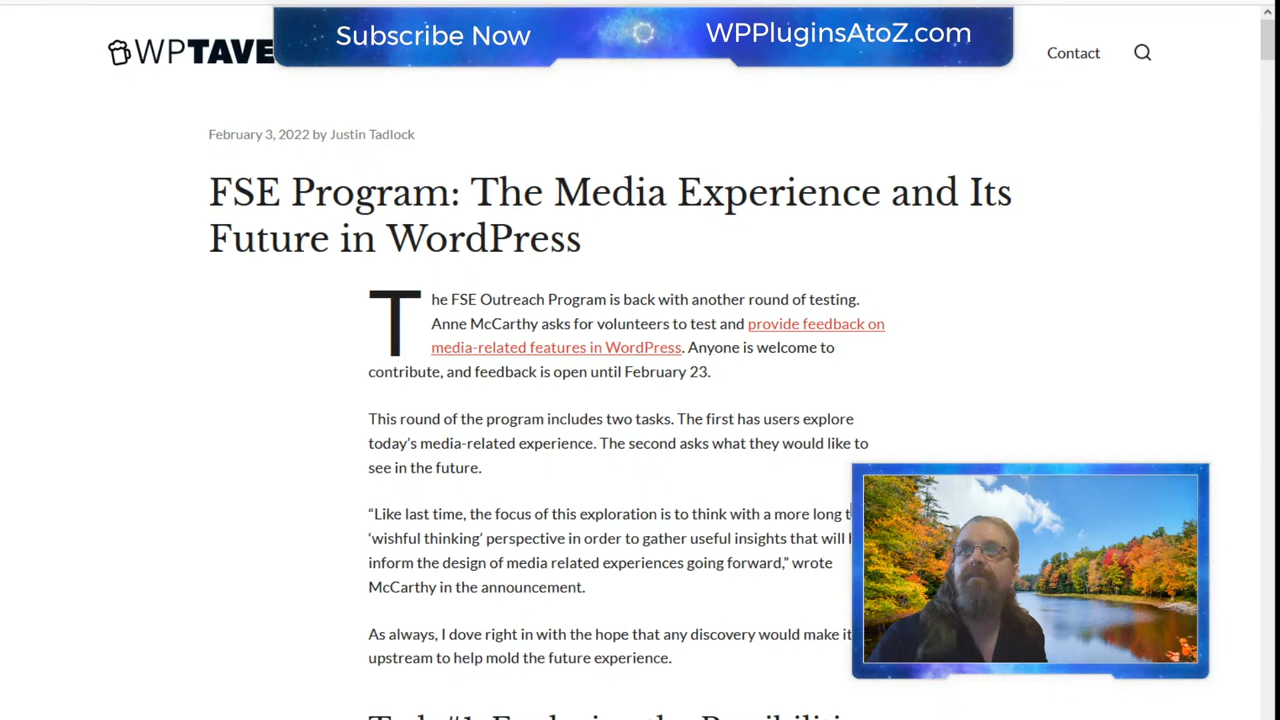 Subscribe Now
WPPluginsAtoZ.com
WPTAVE
Contact
February 3, 2022 by Justin Tadlock
FSE Program: The Media Experience and Its
Future in WordPress
The FSE Outreach Program is back with another round of testing.
Anne McCarthy asks for volunteers to test and provide feedback on
media-related features in WordPress. Anyone is welcome to
contribute, and feedback is open until February 23.
This round of the program includes two tasks. The first has users explore
today’s media-related experience. The second asks what they would like to
see in the future.
“Like last time, the focus of this exploration is to think with a more long
‘wishful thinking’ perspective in order to gather useful insights that will
inform the design of media related experiences going forward,” wrote
McCarthy in the announcement.
As always, I dove right in with the hope that any discovery would make it
upstream to help mold the future experience.
Task #1: Exploring the Possibilities